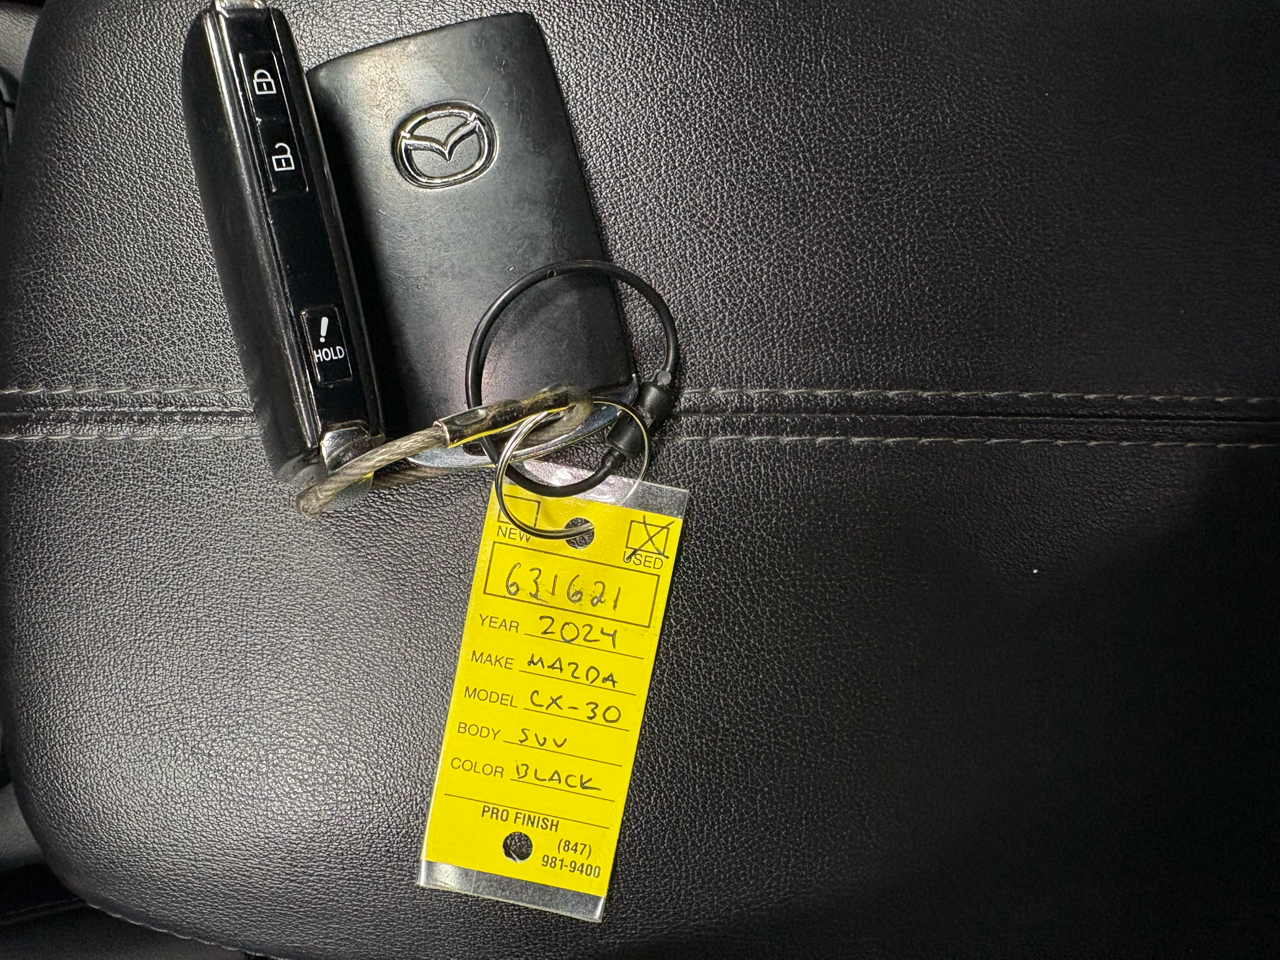 HOLD
NEW
USED
631621
YEAR 2024
MAKE MAZDA
MODEL CX-30
BODY SUV
COLOR BLACK
PRO FINISH
(847)
981-9400